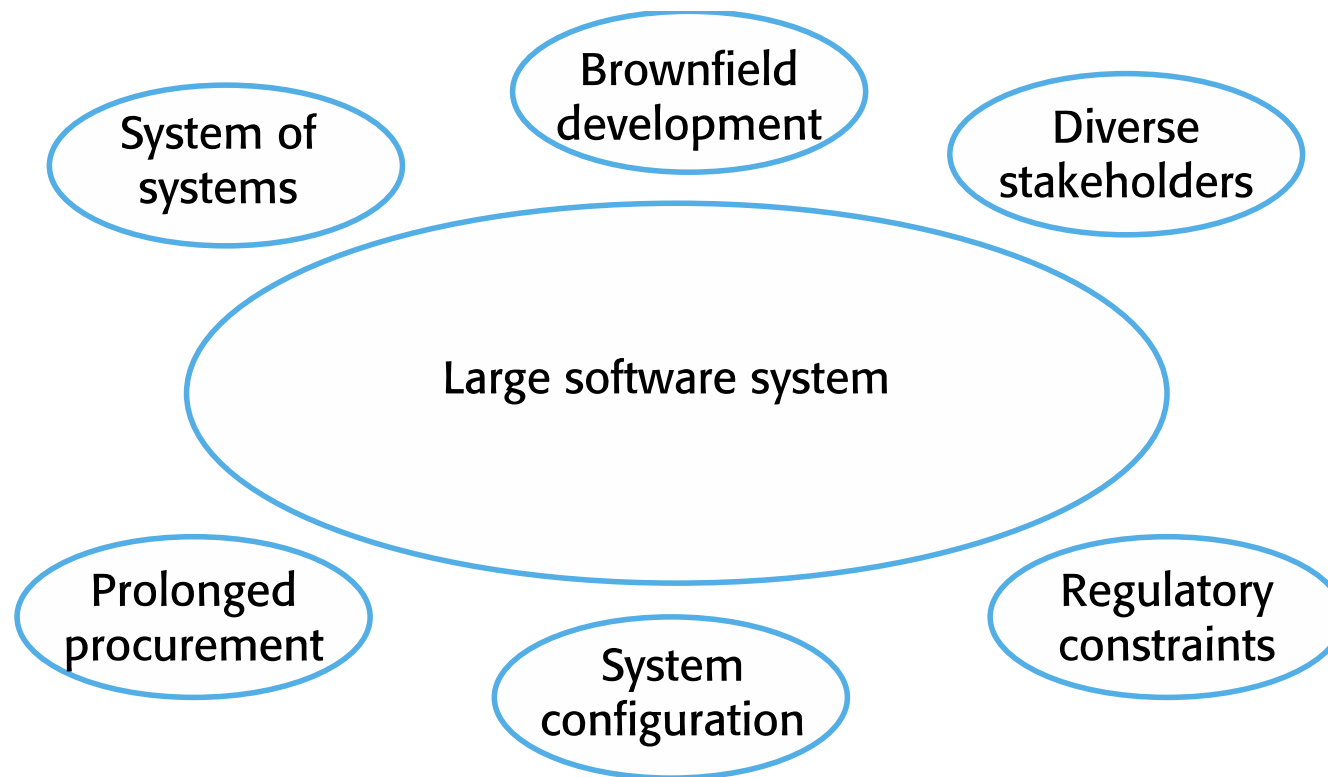 Brownfield
development
System of
systems
Diverse
stakeholders
Large software system
Prolonged
procurement
Regulatory
constraints
System
configuration